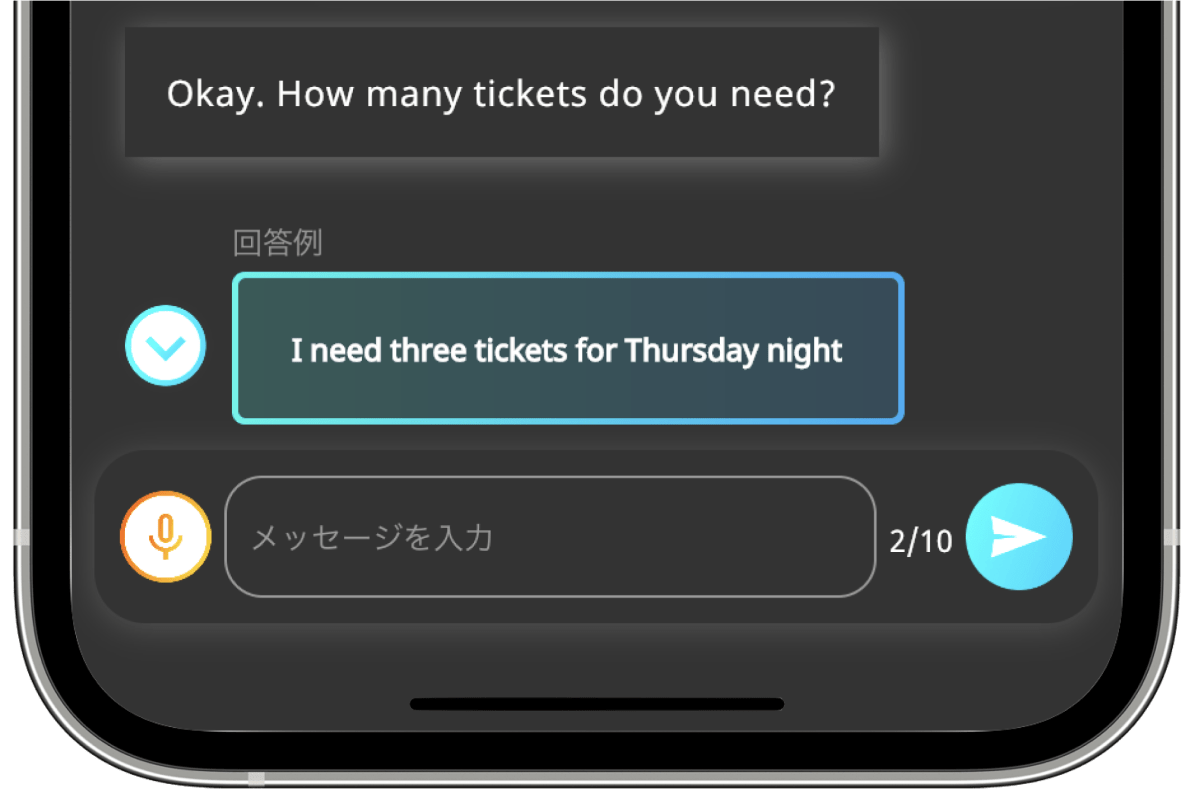 Okay. How many tickets do you need?
回答例
I need three tickets for Thursday night
メッセージを入力
2/10